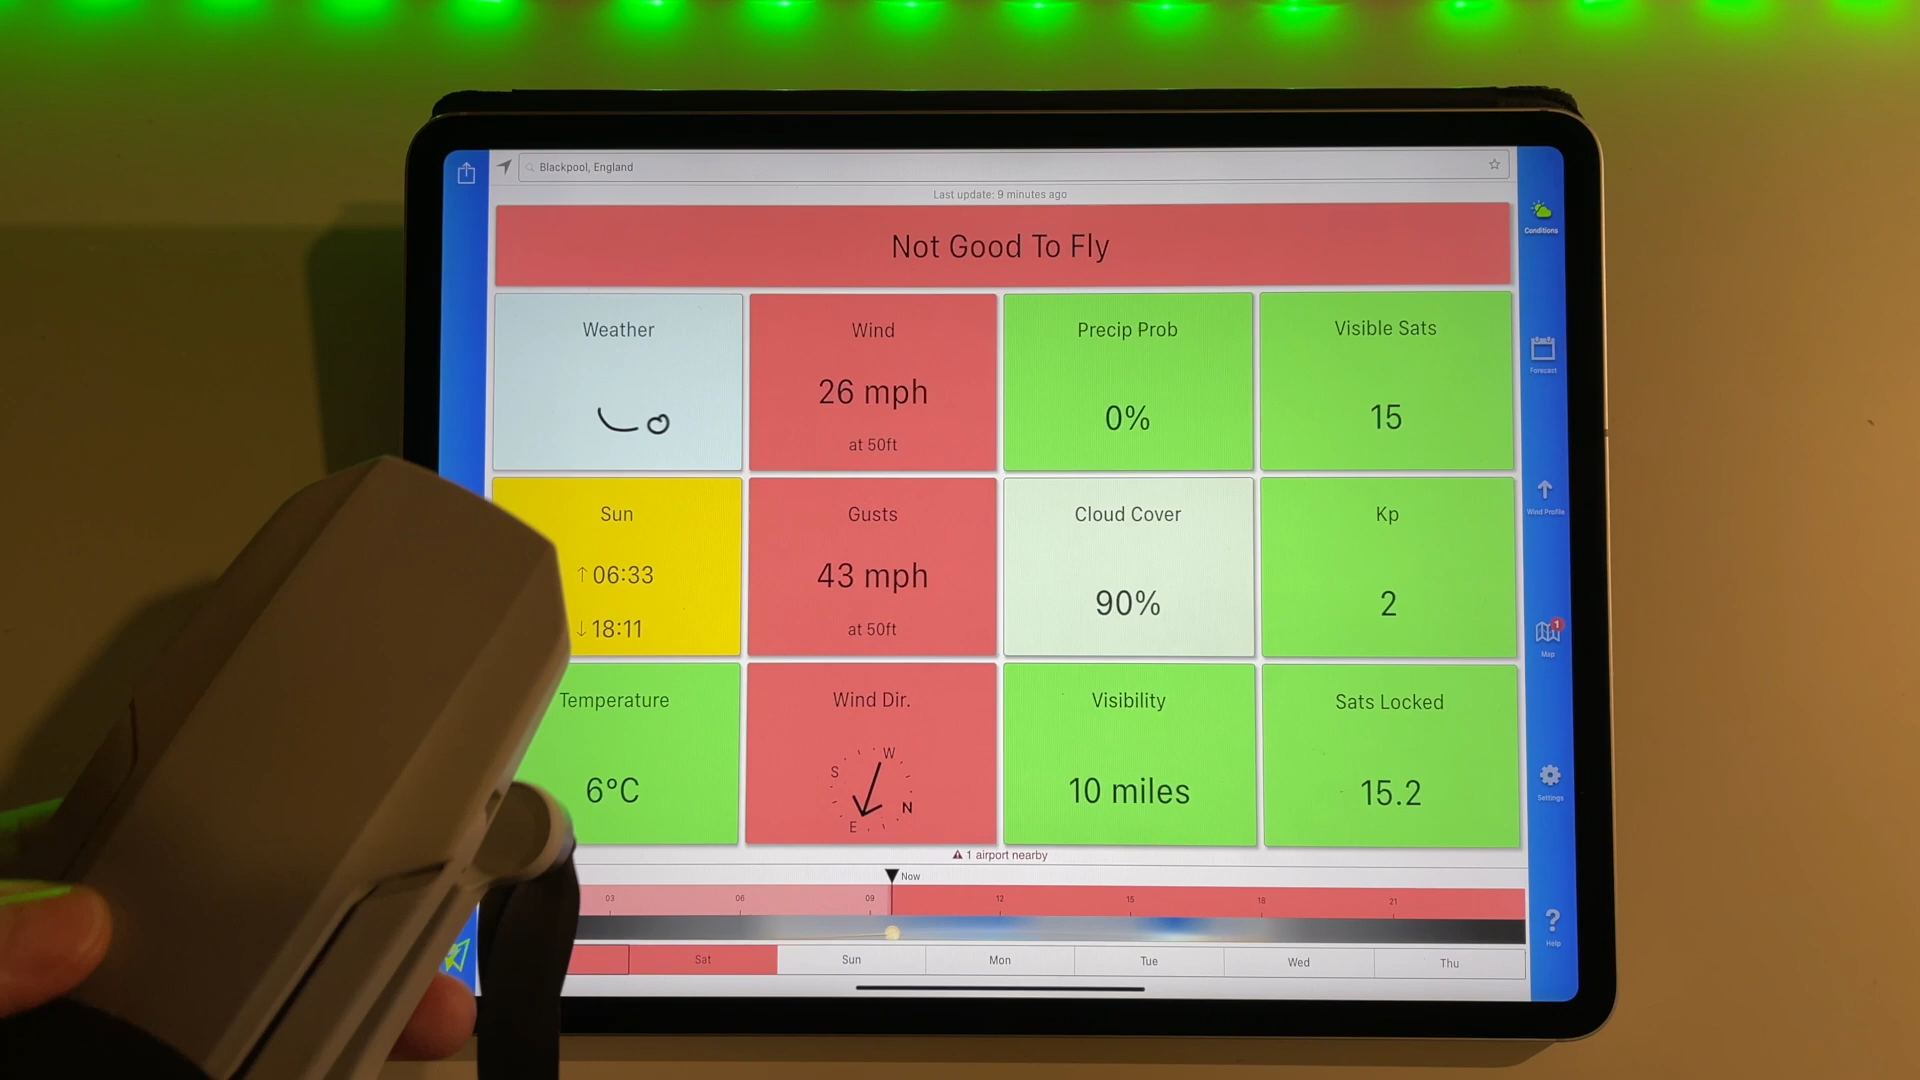 Blackpool, England
Last update: 9 minutes ago
Not Good To Fly
Weather
Wind
26 mph
at 50ft
Precip Prob
0%
Visible Sats
15
Sun
↑06:33
↓18:11
Gusts
43 mph
at 50ft
Cloud Cover
90%
Kp
2
Temperature
6°C
Wind Dir.
W
S
N
E
Visibility
10 miles
Sats Locked
15.2
1 airport nearby
Now
03 06 09 12 15 18 21
Sat Sun Mon Tue Wed Thu
Conditions
Forecast
Wind Profile
1
Map
Settings
?
Help